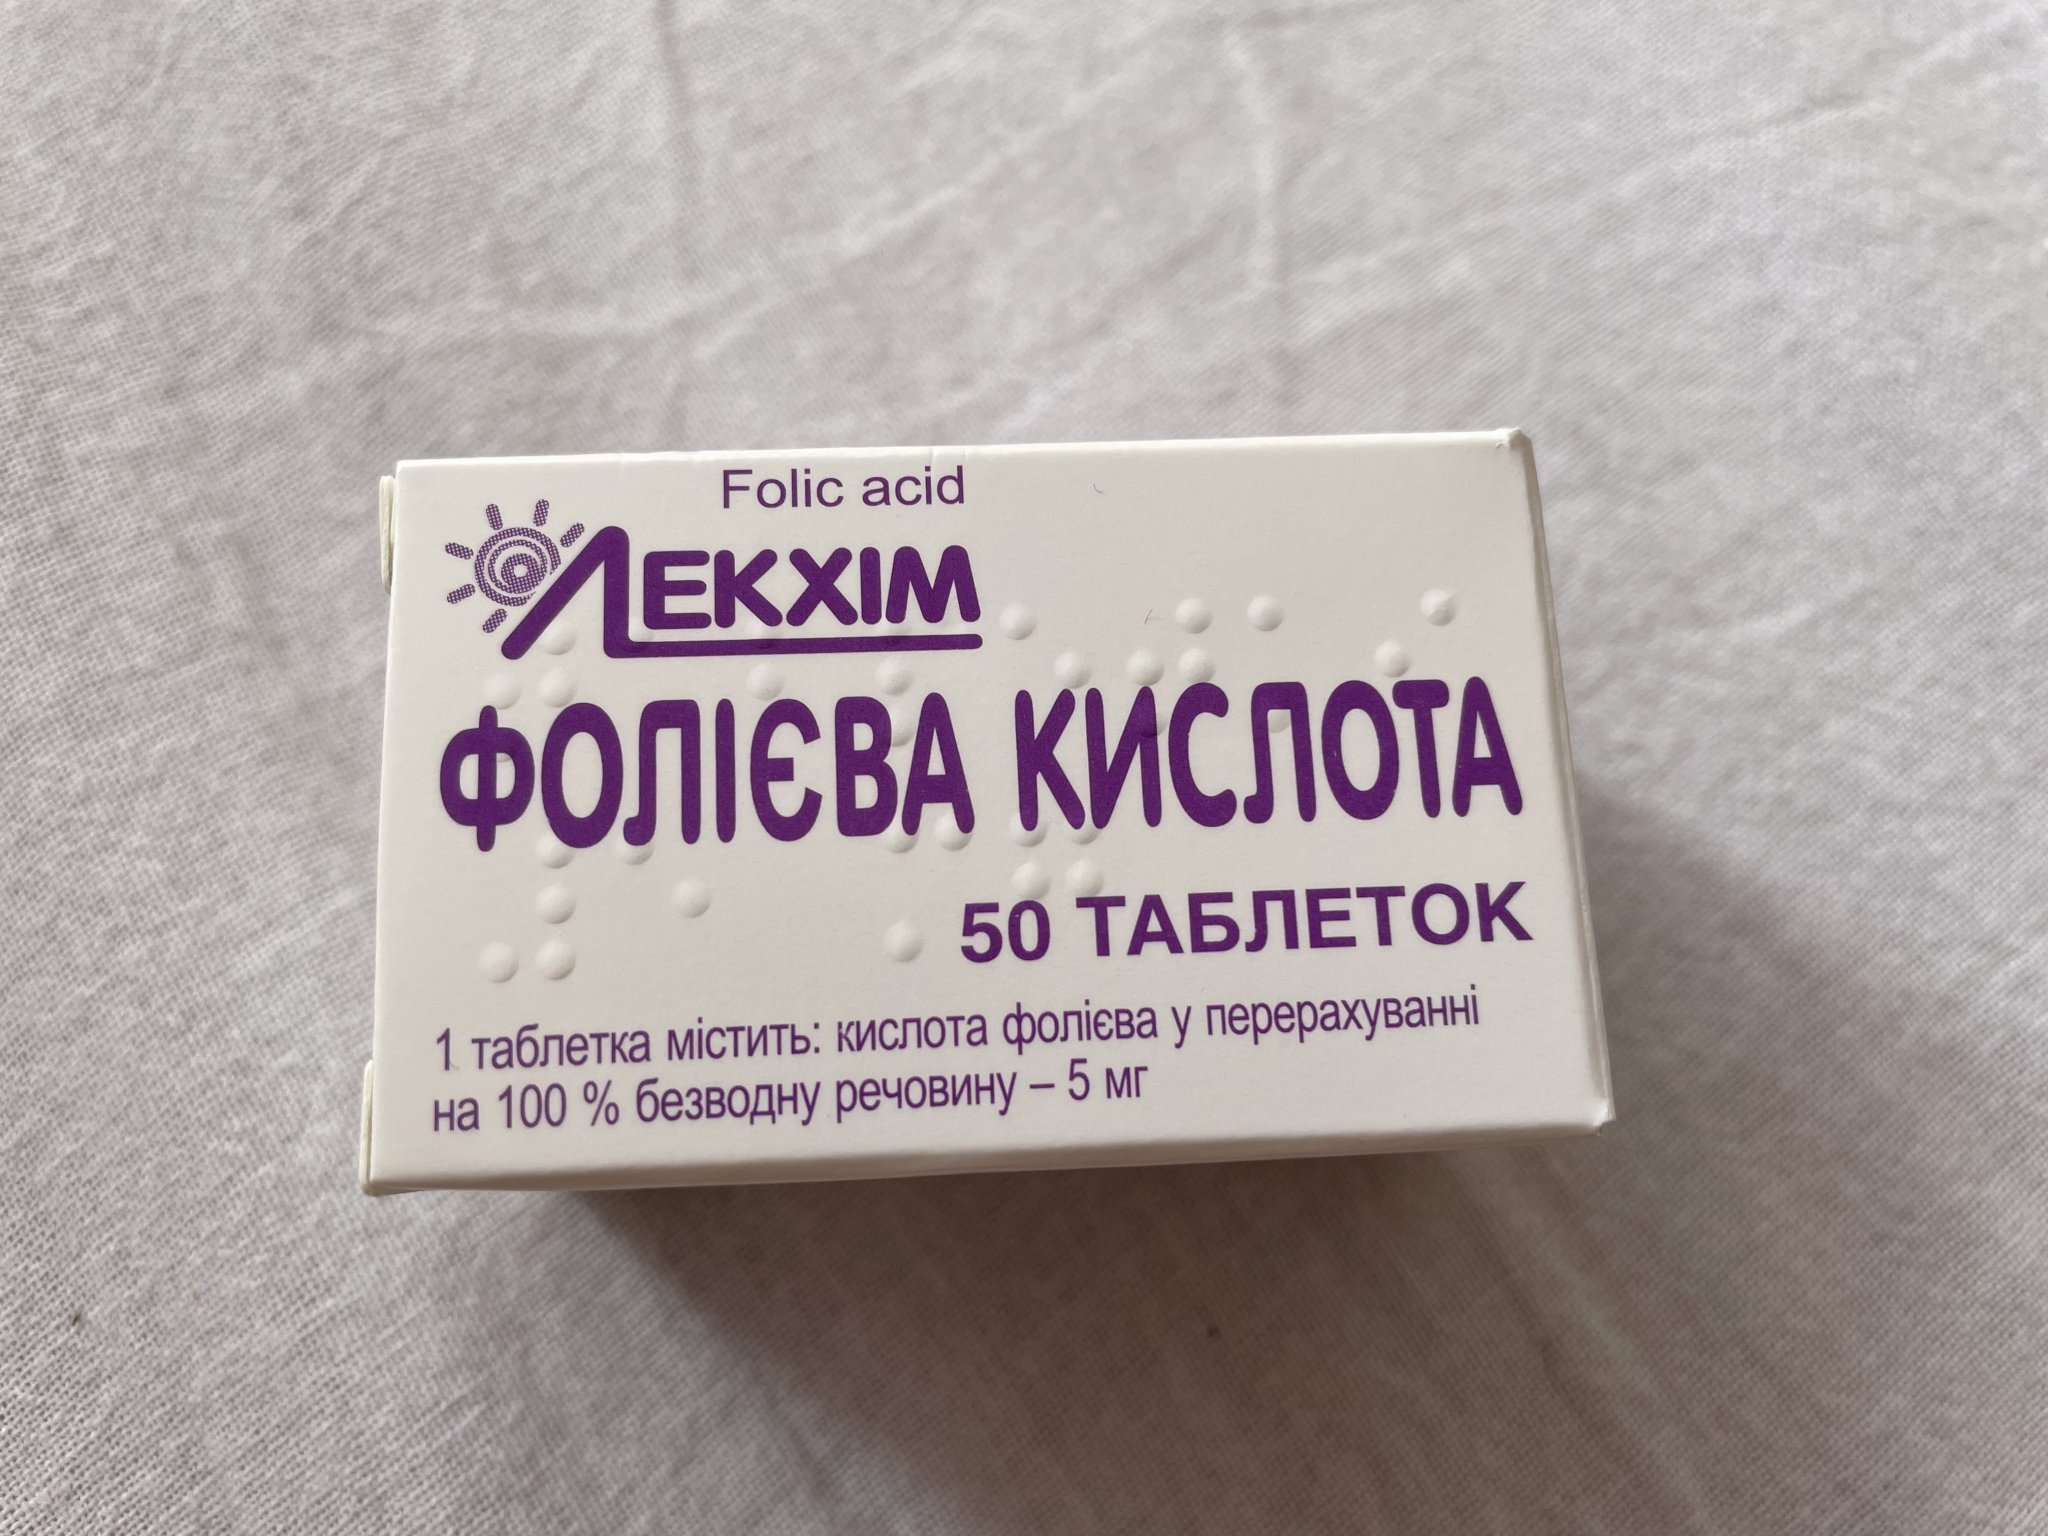 Folic acid
ЛЕКХІМ
ФОЛІЄВА КИСЛОТА
50 ТАБЛЕТОК
1 таблетка містить: кислота фолієва у перерахуванні
на 100 % безводну речовину – 5 мг